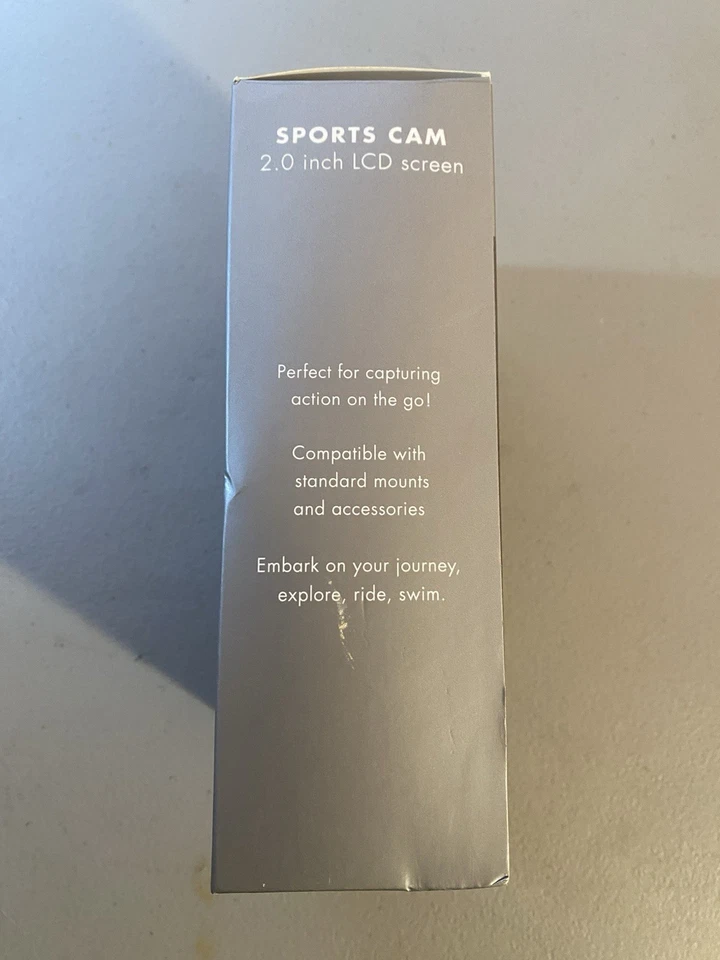 SPORTS CAM
2.0 inch LCD screen
Perfect for capturing
action on the go!
Compatible with
standard mounts
and accessories
Embark on your journey,
explore, ride, swim.